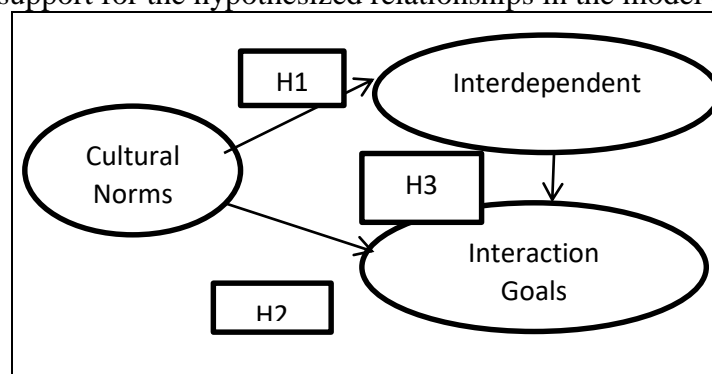 support for the hypothesized relationships in the model
H1
Interdependent
Cultural
Norms
H3
Interaction
Goals
H2